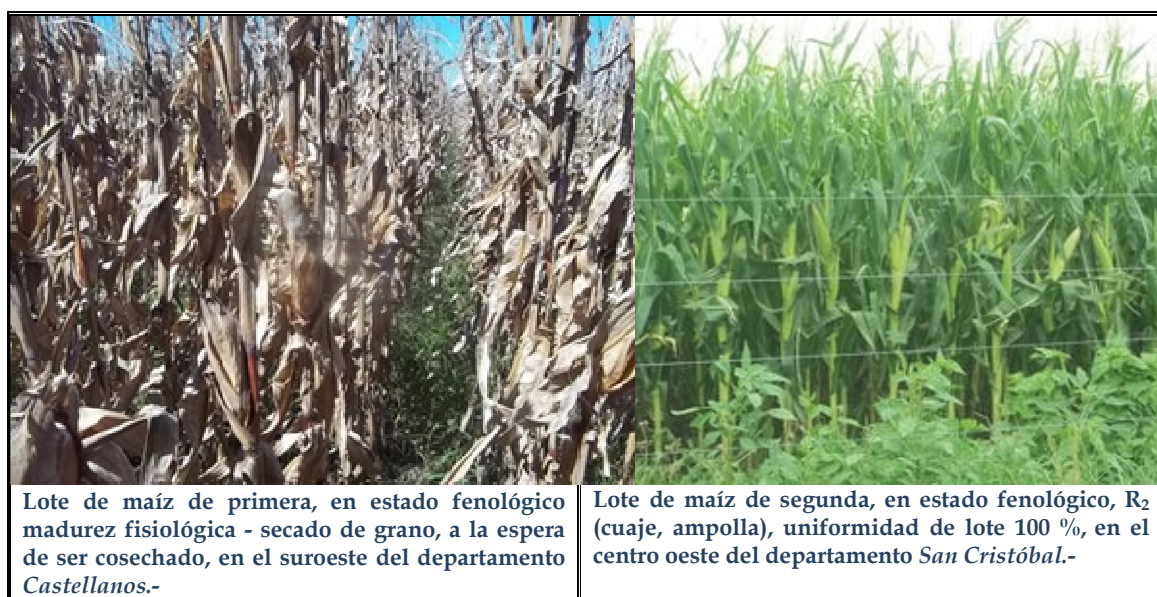 Lote de maíz de primera, en estado fenológico
madurez fisiológica - secado de grano, a la espera
de ser cosechado, en el suroeste del departamento
Castellanos.-
Lote de maíz de segunda, en estado fenológico, R₂
(cuaje, ampolla), uniformidad de lote 100 %, en el
centro oeste del departamento San Cristóbal.-